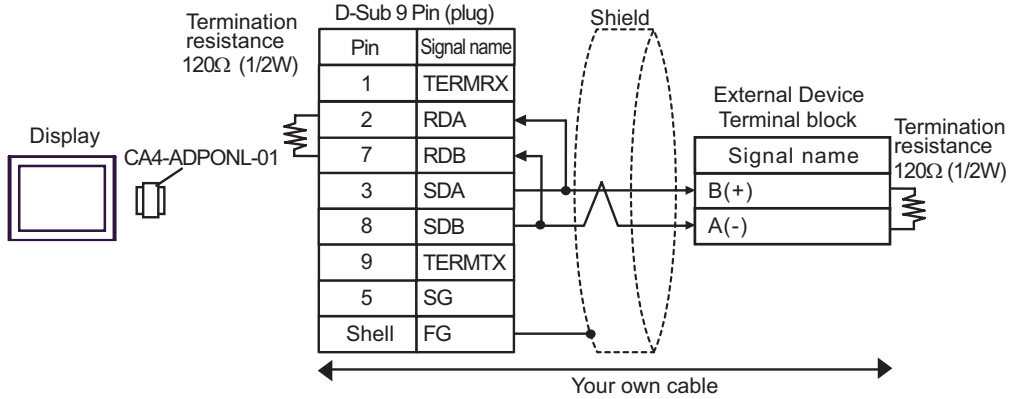 D-Sub 9 Pin (plug)
Shield
Termination
resistance
120Ω (1/2W)
Pin Signal name
1 TERMRX
2 RDA
7 RDB
3 SDA
8 SDB
9 TERMTX
5 SG
Shell FG
Display
CA4-ADPONL-01
External Device
Terminal block
Signal name
B(+)
A(-)
Termination
resistance
120Ω (1/2W)
Your own cable